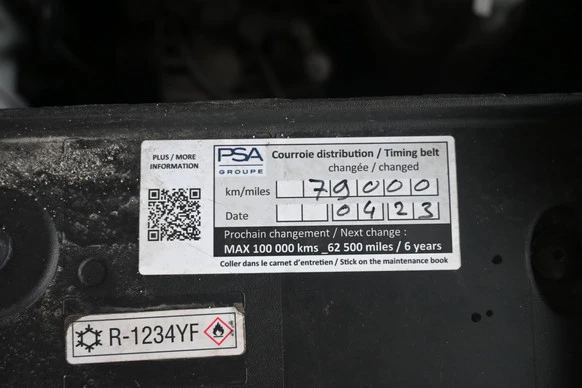 PLUS / MORE
INFORMATION
PSA
GROUPE
Courroie distribution / Timing belt
changée / changed
km/miles 79000
Date 0423
Prochain changement / Next change :
MAX 100 000 kms _62 500 miles / 6 years
Coller dans le carnet d'entretien / Stick on the maintenance book
R-1234YF